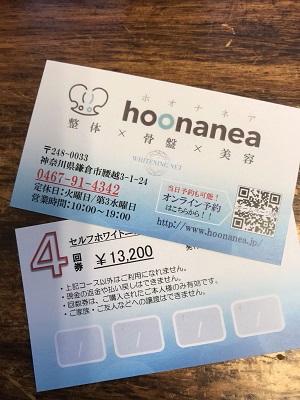 ホオナネア
hoonanea
整体×骨盤×美容
WHITENING NET
〒248-0033
神奈川県鎌倉市腰越3-1-24
0467-91-4342
定休日:火曜日/第3水曜日
営業時間:10:00~19:00
当日予約も可能!
オンライン予約
はこちらから!!
http://www.hoonanea.jp/
4回券
セルフホワイト
¥13,200
・上記コース以外はご利用になれません。
・現金の返金や払い戻しはできません。
・回数券は、ご購入されたご本人様のみ有効です。
・ご家族・ご友人などへの譲渡はできません。